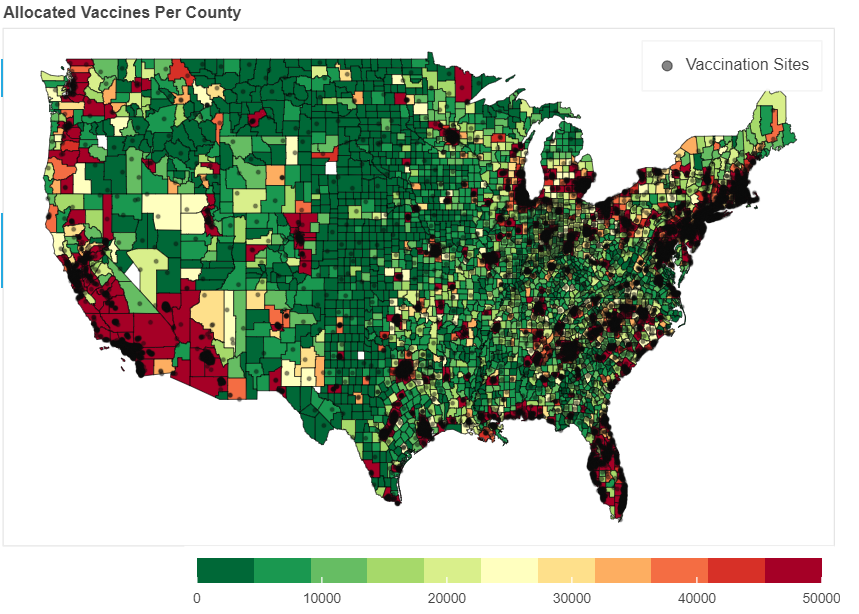 Allocated Vaccines Per County
Vaccination Sites
0 10000 20000 30000 40000 50000